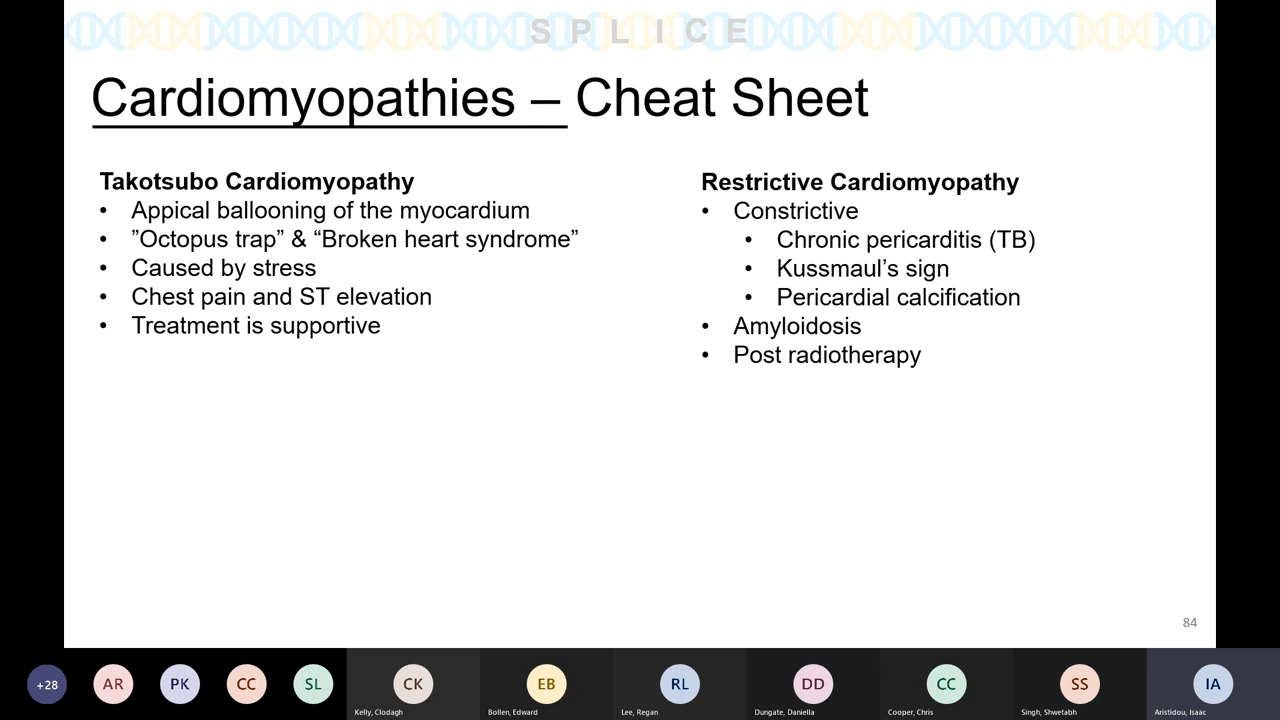 SPLICE
Cardiomyopathies – Cheat Sheet
Takotsubo Cardiomyopathy
• Appical ballooning of the myocardium
• ”Octopus trap” & “Broken heart syndrome”
• Caused by stress
• Chest pain and ST elevation
• Treatment is supportive
Restrictive Cardiomyopathy
• Constrictive
• Chronic pericarditis (TB)
• Kussmaul’s sign
• Pericardial calcification
• Amyloidosis
• Post radiotherapy
84
+28
AR
PK
CC
SL
CK
Kelly, Clodagh
EB
Bollen, Edward
RL
Lee, Regan
DD
Dungate, Daniella
CC
Cooper, Chris
SS
Singh, Shwetabh
IA
Aristidou, Isaac